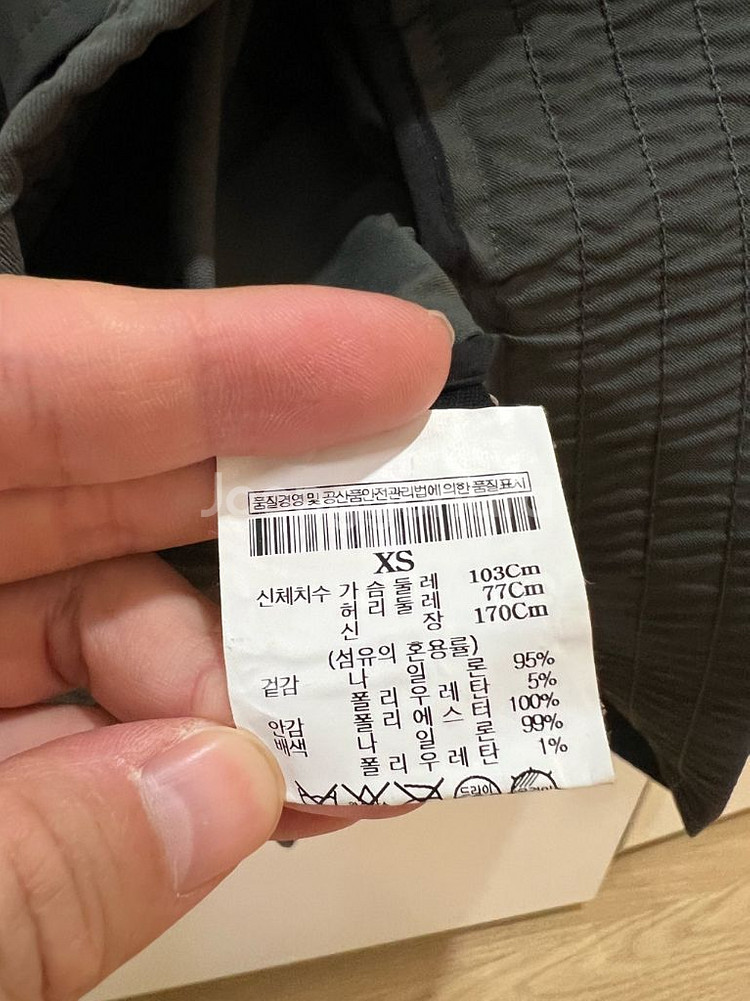 품질경영 및 공산품안전관리법에 의한 품질표시
XS
신체치수 가 슴 둘 레 103Cm
허 리 둘 레 77Cm
신 장 170Cm
(섬유의 혼용률)
겉감 나 일 론 95%
폴 리 우 레 탄 5%
안감 폴 리 에 스 터 100%
배색 나 일 론 99%
폴 리 우 레 탄 1%
드라이